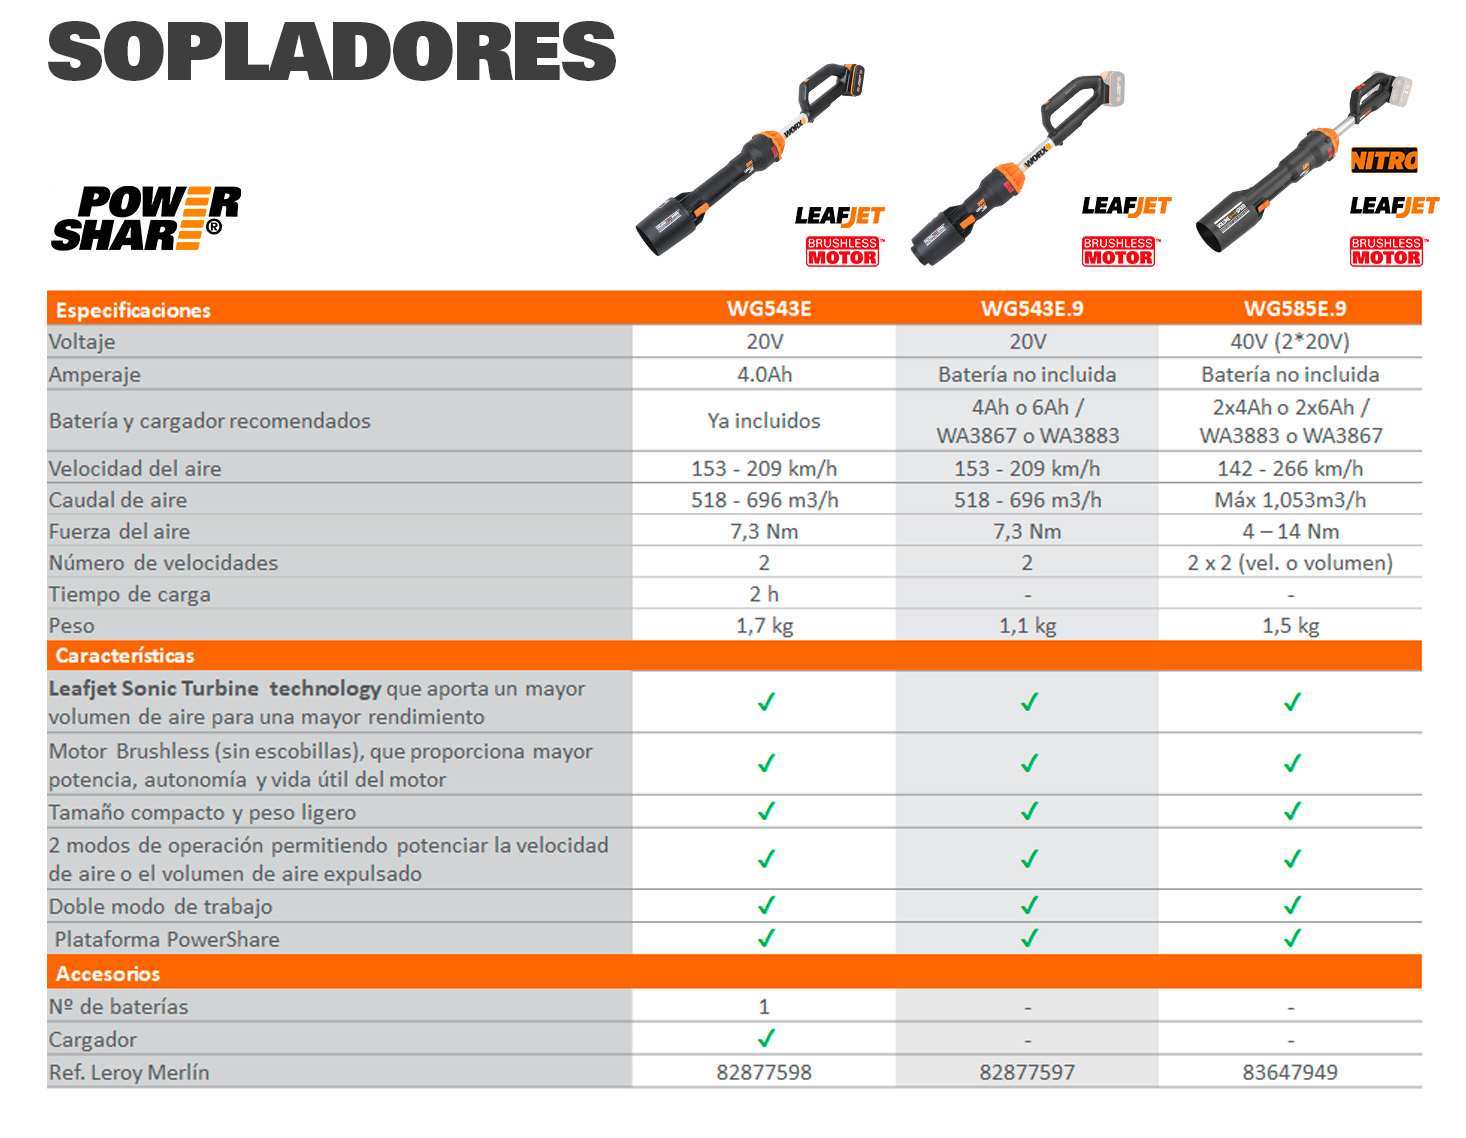 SOPLADORES
POWER
SHARE®
WORX
LEAFJET
BRUSHLESS™
MOTOR
WORX
LEAFJET
BRUSHLESS™
MOTOR
NITRO
LEAFJET
BRUSHLESS™
MOTOR
Especificaciones WG543E WG543E.9 WG585E.9
Voltaje 20V 20V 40V (2*20V)
Amperaje 4.0Ah Batería no incluida Batería no incluida
Batería y cargador recomendados Ya incluidos 4Ah o 6Ah / 2x4Ah o 2x6Ah /
WA3867 o WA3883 WA3883 o WA3867
Velocidad del aire 153 - 209 km/h 153 - 209 km/h 142 - 266 km/h
Caudal de aire 518 - 696 m3/h 518 - 696 m3/h Máx 1,053m3/h
Fuerza del aire 7,3 Nm 7,3 Nm 4 – 14 Nm
Número de velocidades 2 2 2 x 2 (vel. o volumen)
Tiempo de carga 2 h - -
Peso 1,7 kg 1,1 kg 1,5 kg
Características
Leafjet Sonic Turbine technology que aporta un mayor
volumen de aire para una mayor rendimiento ✓ ✓ ✓
Motor Brushless (sin escobillas), que proporciona mayor
potencia, autonomía y vida útil del motor ✓ ✓ ✓
Tamaño compacto y peso ligero ✓ ✓ ✓
2 modos de operación permitiendo potenciar la velocidad
de aire o el volumen de aire expulsado ✓ ✓ ✓
Doble modo de trabajo ✓ ✓ ✓
Plataforma PowerShare ✓ ✓ ✓
Accesorios
Nº de baterías 1 - -
Cargador ✓ - -
Ref. Leroy Merlín 82877598 82877597 83647949